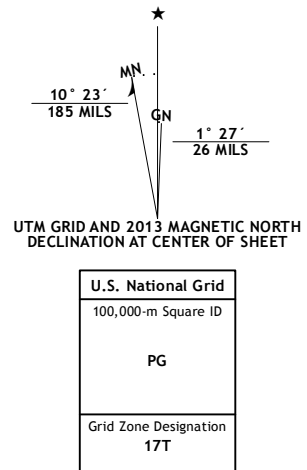 MN
10° 23´
185 MILS
GN
1° 27´
26 MILS
UTM GRID AND 2013 MAGNETIC NORTH
DECLINATION AT CENTER OF SHEET
U.S. National Grid
100,000-m Square ID
PG
Grid Zone Designation
17T